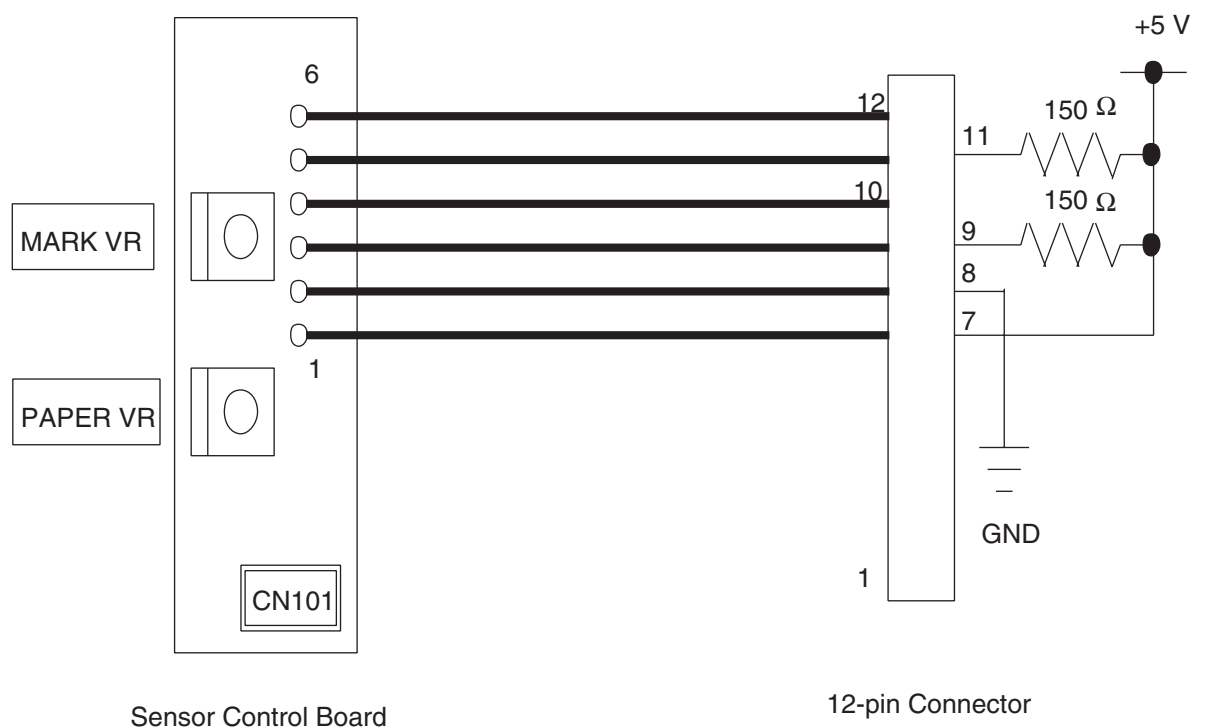 +5 V
6
12
150 Ω
11
MARK VR
10
150 Ω
9
8
7
1
PAPER VR
GND
1
CN101
12-pin Connector
Sensor Control Board